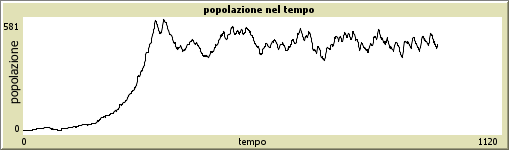 popolazione nel tempo
581
popolazione
0
0 tempo 1120